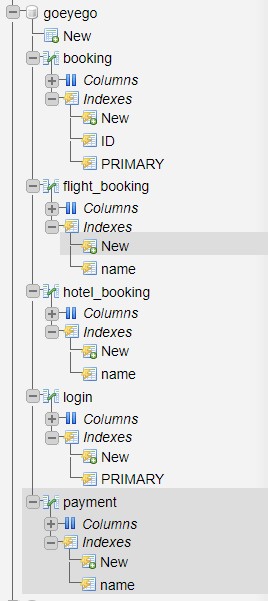 goeyego
New
booking
Columns
Indexes
New
ID
PRIMARY
flight_booking
Columns
Indexes
New
name
hotel_booking
Columns
Indexes
New
name
login
Columns
Indexes
New
PRIMARY
payment
Columns
Indexes
New
name